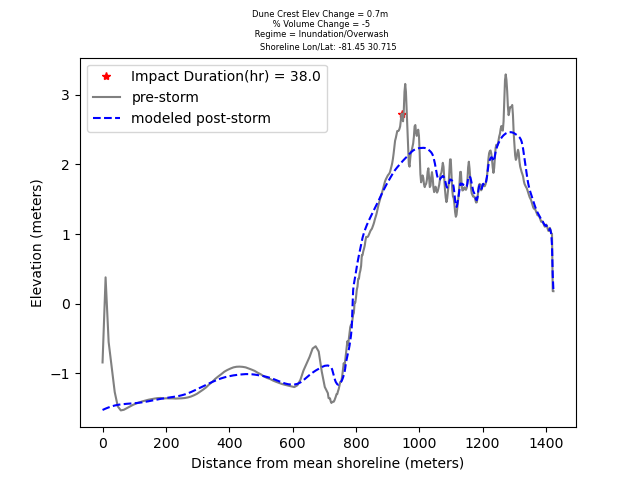 Dune Crest Elev Change = 0.7m
% Volume Change = -5
Regime = Inundation/Overwash
Shoreline Lon/Lat: -81.45 30.715
Impact Duration(hr) = 38.0
pre-storm
modeled post-storm
Elevation (meters)
3
2
1
0
−1
0 200 400 600 800 1000 1200 1400
Distance from mean shoreline (meters)